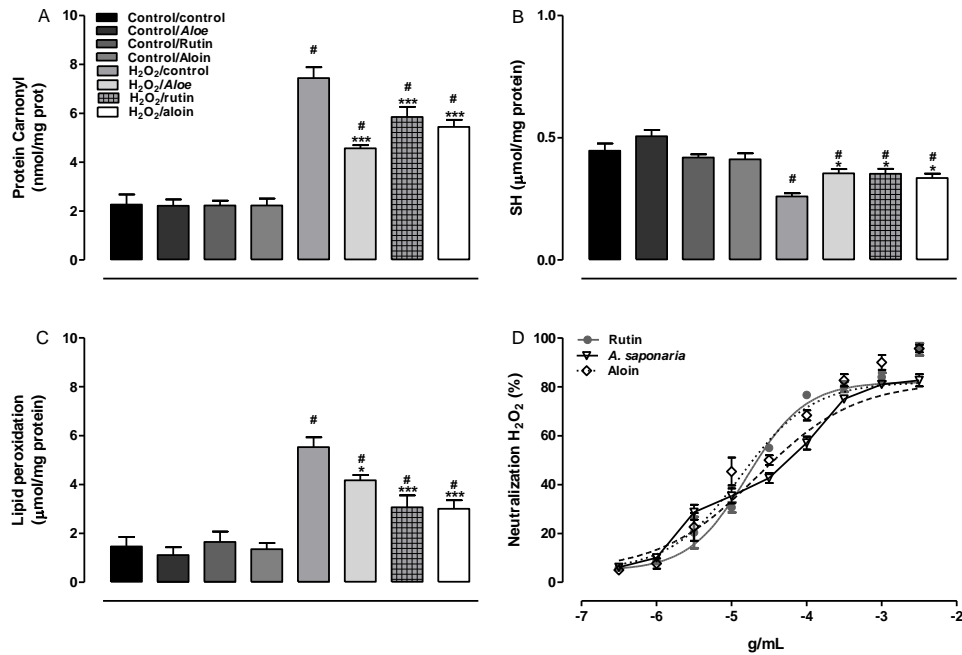 A
Control/control
Control/Aloe
Control/Rutin
Control/Aloin
H2O2/control
H2O2/Aloe
H2O2/rutin
H2O2/aloin
Protein Carnonyl
(nmol/mg prot)
10
8
6
4
2
0
#
#
***
#
***
#
***
B
SH (μmol/mg protein)
1.0
0.5
0.0
#
#
*
#
*
#
*
C
Lipid peroxidation
(μmol/mg protein)
10
8
6
4
2
0
#
#
*
#
***
#
***
D
Rutin
A. saponaria
Aloin
Neutralization H2O2 (%)
100
80
60
40
20
0
-7 -6 -5 -4 -3 -2
g/mL